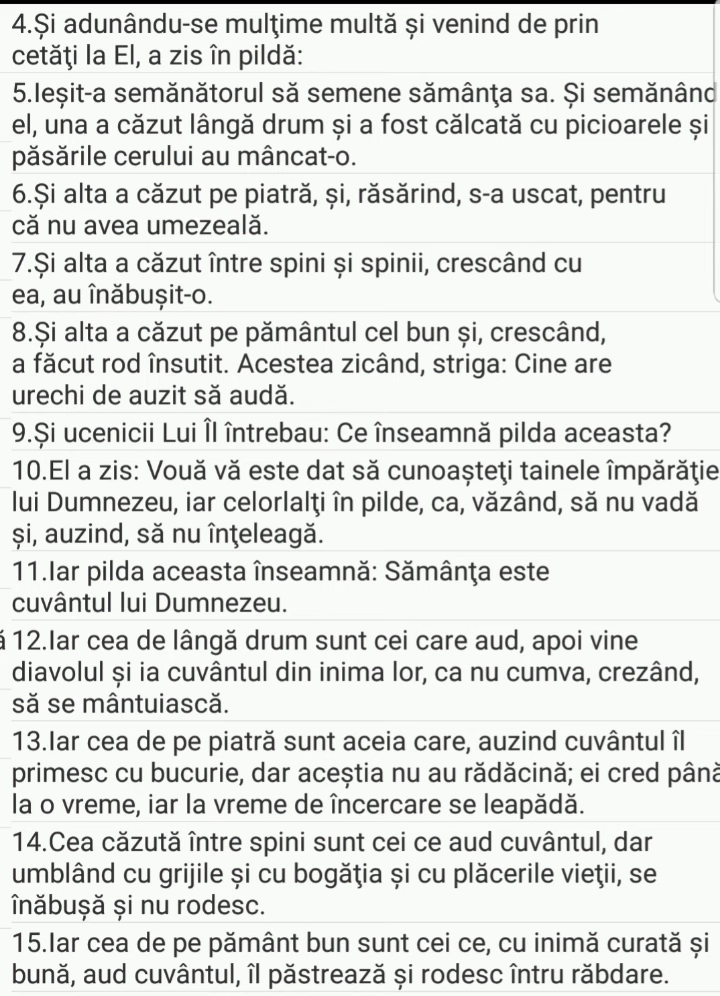 4.Și adunându-se mulţime multă și venind de prin
cetăţi la El, a zis în pildă:
5.Ieșit-a semănătorul să semene sămânţa sa. Și semănând
el, una a căzut lângă drum și a fost călcată cu picioarele și
păsările cerului au mâncat-o.
6.Și alta a căzut pe piatră, și, răsărind, s-a uscat, pentru
că nu avea umezeală.
7.Și alta a căzut între spini și spinii, crescând cu
ea, au înăbușit-o.
8.Și alta a căzut pe pământul cel bun și, crescând,
a făcut rod însutit. Acestea zicând, striga: Cine are
urechi de auzit să audă.
9.Și ucenicii Lui Îl întrebau: Ce înseamnă pilda aceasta?
10.El a zis: Vouă vă este dat să cunoașteţi tainele împărăţie
lui Dumnezeu, iar celorlalţi în pilde, ca, văzând, să nu vadă
și, auzind, să nu înţeleagă.
11.Iar pilda aceasta înseamnă: Sămânţa este
cuvântul lui Dumnezeu.
ă 12.Iar cea de lângă drum sunt cei care aud, apoi vine
diavolul și ia cuvântul din inima lor, ca nu cumva, crezând,
să se mântuiască.
13.Iar cea de pe piatră sunt aceia care, auzind cuvântul îl
primesc cu bucurie, dar aceștia nu au rădăcină; ei cred până
la o vreme, iar la vreme de încercare se leapădă.
14.Cea căzută între spini sunt cei ce aud cuvântul, dar
umblând cu grijile și cu bogăţia și cu plăcerile vieţii, se
înăbușă și nu rodesc.
15.Iar cea de pe pământ bun sunt cei ce, cu inimă curată și
bună, aud cuvântul, îl păstrează și rodesc întru răbdare.